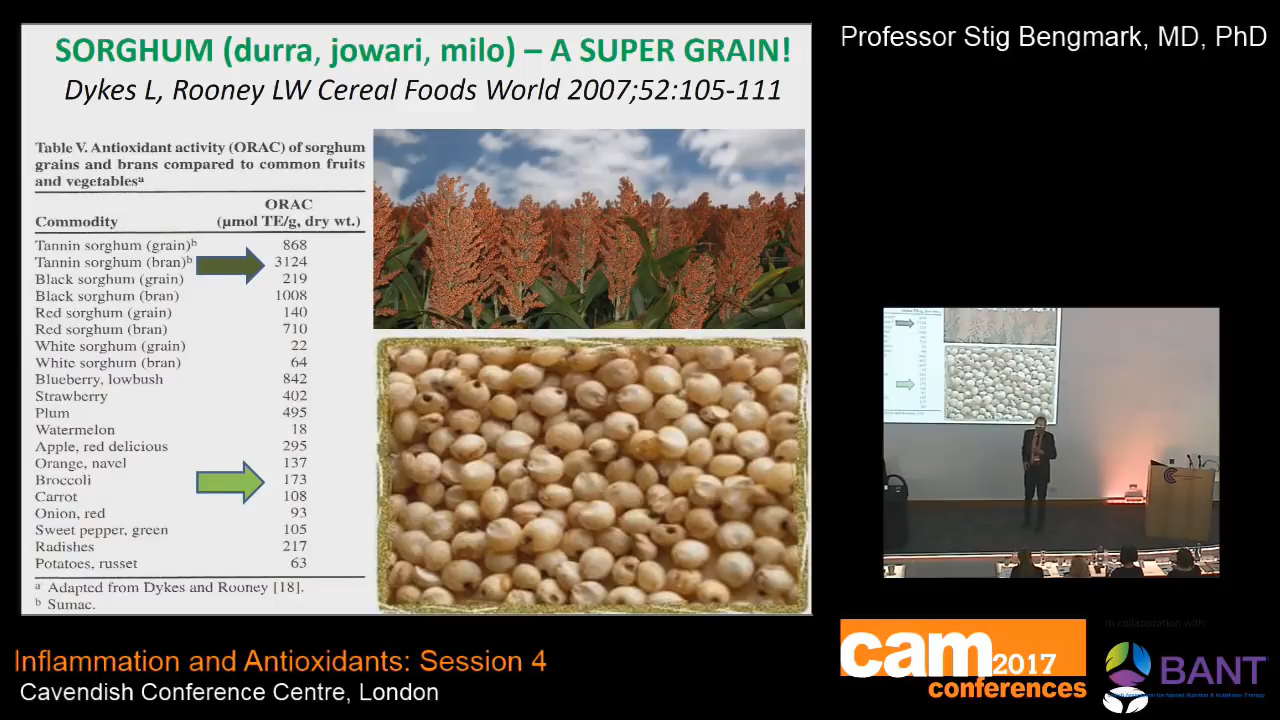 SORGHUM (durra, jowari, milo) – A SUPER GRAIN!
Dykes L, Rooney LW Cereal Foods World 2007;52:105-111
Table V. Antioxidant activity (ORAC) of sorghum
grains and brans compared to common fruits
and vegetablesᵃ
ORAC
Commodity (µmol TE/g, dry wt.)
Tannin sorghum (grain)ᵇ 868
Tannin sorghum (bran)ᵇ 3124
Black sorghum (grain) 219
Black sorghum (bran) 1008
Red sorghum (grain) 140
Red sorghum (bran) 710
White sorghum (grain) 22
White sorghum (bran) 64
Blueberry, lowbush 842
Strawberry 402
Plum 495
Watermelon 18
Apple, red delicious 295
Orange, navel 137
Broccoli 173
Carrot 108
Onion, red 93
Sweet pepper, green 105
Radishes 217
Potatoes, russet 63
ᵃ Adapted from Dykes and Rooney [18].
ᵇ Sumac.
Professor Stig Bengmark, MD, PhD
Inflammation and Antioxidants: Session 4
Cavendish Conference Centre, London
cam 2017
conferences
In collaboration with:
BANT